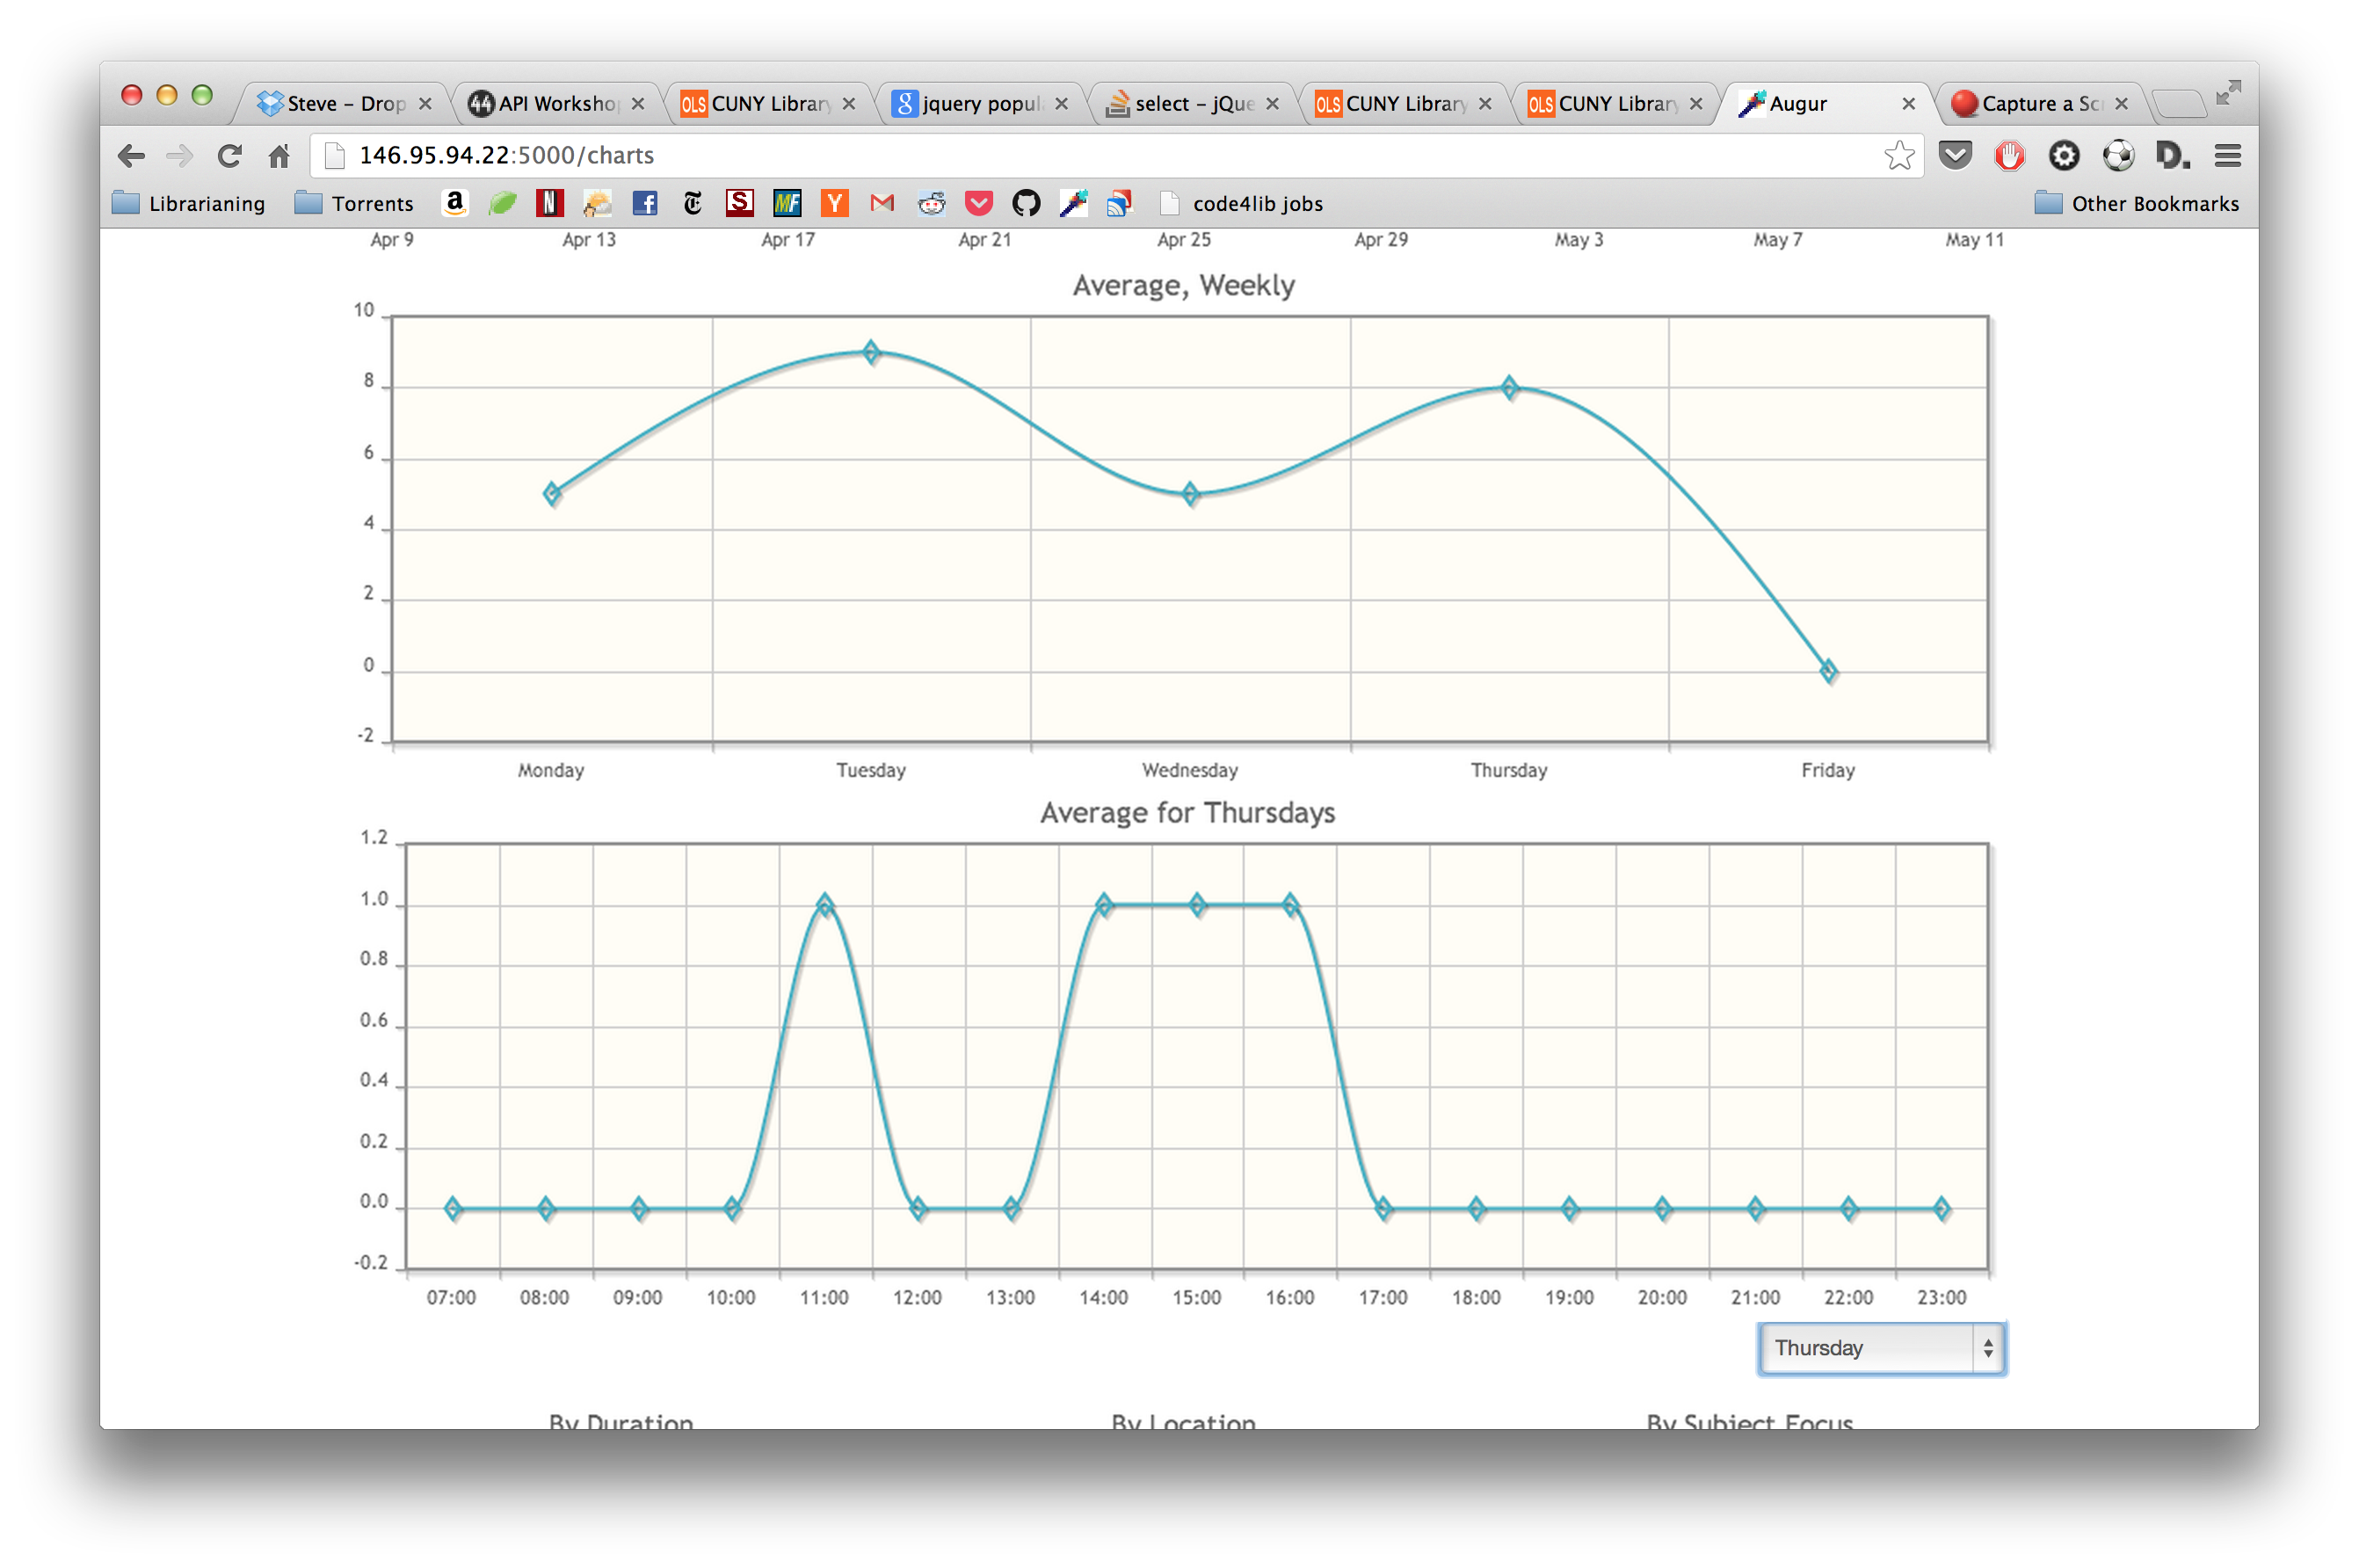 Steve – Drop API Worksho CUNY Library jquery popul select – jQue CUNY Library CUNY Library Augur Capture a Scr
146.95.94.22:5000/charts
Librarianing Torrents code4lib jobs Other Bookmarks
Apr 9 Apr 13 Apr 17 Apr 21 Apr 25 Apr 29 May 3 May 7 May 11
Average, Weekly
10
8
6
4
2
0
-2
Monday Tuesday Wednesday Thursday Friday
Average for Thursdays
1.2
1.0
0.8
0.6
0.4
0.2
0.0
-0.2
07:00 08:00 09:00 10:00 11:00 12:00 13:00 14:00 15:00 16:00 17:00 18:00 19:00 20:00 21:00 22:00 23:00
Thursday
By Duration By Location By Subject Focus